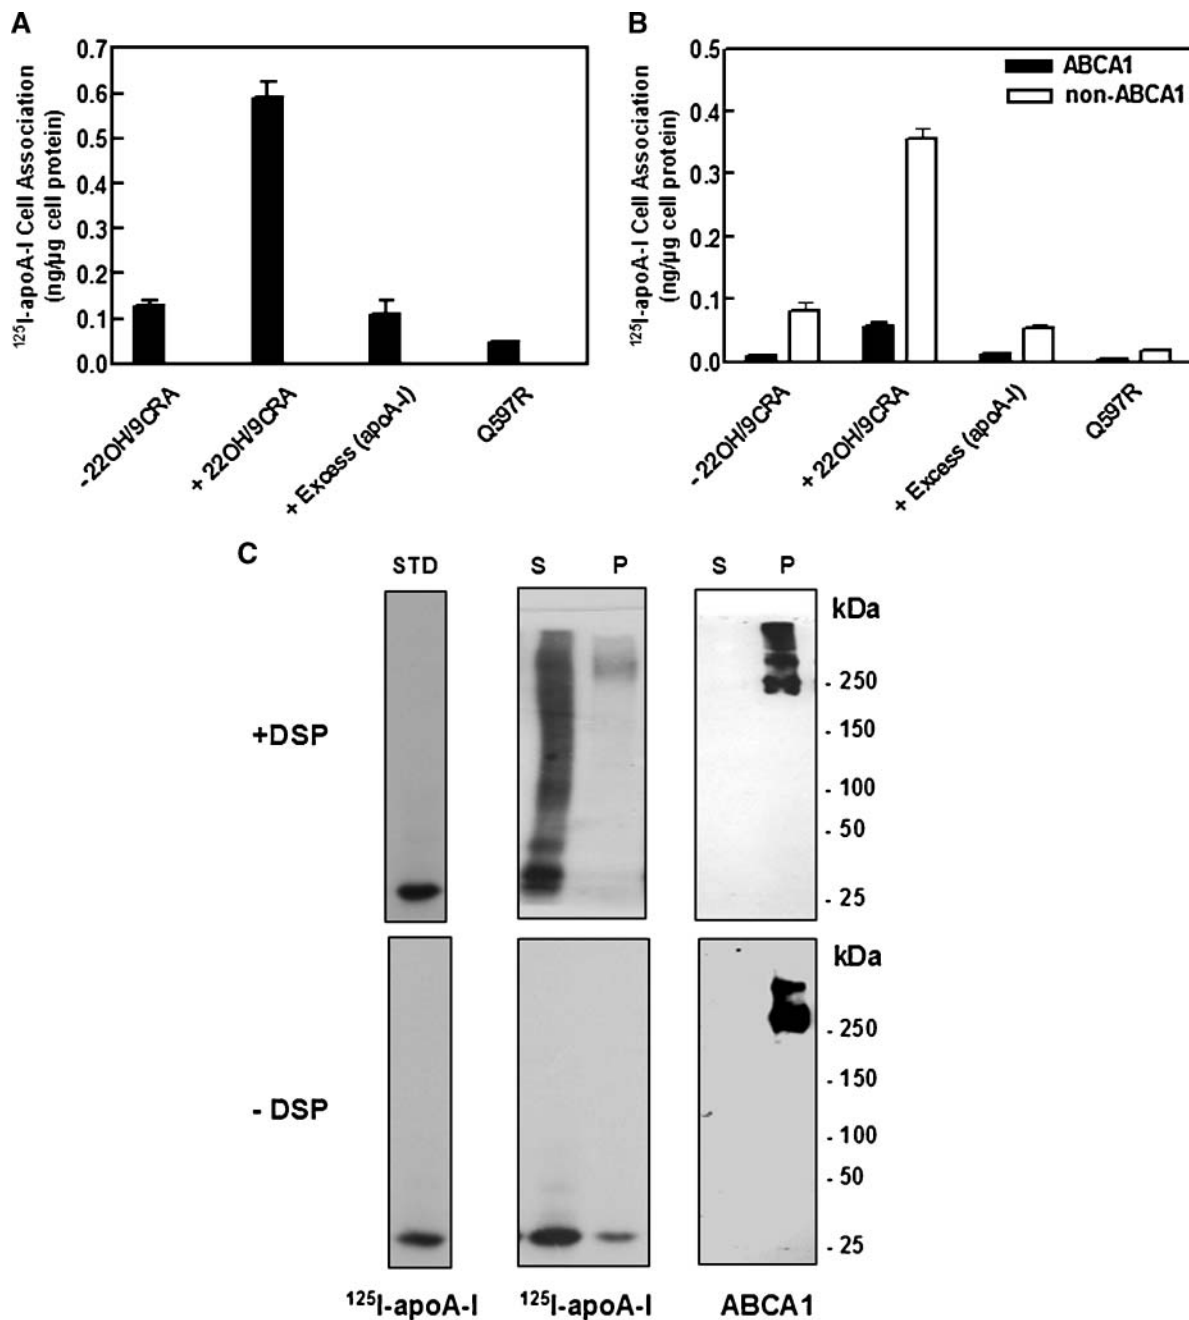 A
0.7
0.6
0.5
0.4
0.3
0.2
0.1
0.0
¹²⁵I-apoA-I Cell Association
(ng/μg cell protein)
- 22OH/9CRA
+ 22OH/9CRA
+ Excess (apoA-I)
Q597R
B
0.5
0.4
0.3
0.2
0.1
0.0
¹²⁵I-apoA-I Cell Association
(ng/μg cell protein)
ABCA1
non-ABCA1
- 22OH/9CRA
+ 22OH/9CRA
+ Excess (apoA-I)
Q597R
C
STD S P S P
kDa
- 250
- 150
- 100
- 50
- 25
+DSP
kDa
- 250
- 150
- 100
- 50
- 25
- DSP
¹²⁵I-apoA-I ¹²⁵I-apoA-I ABCA1